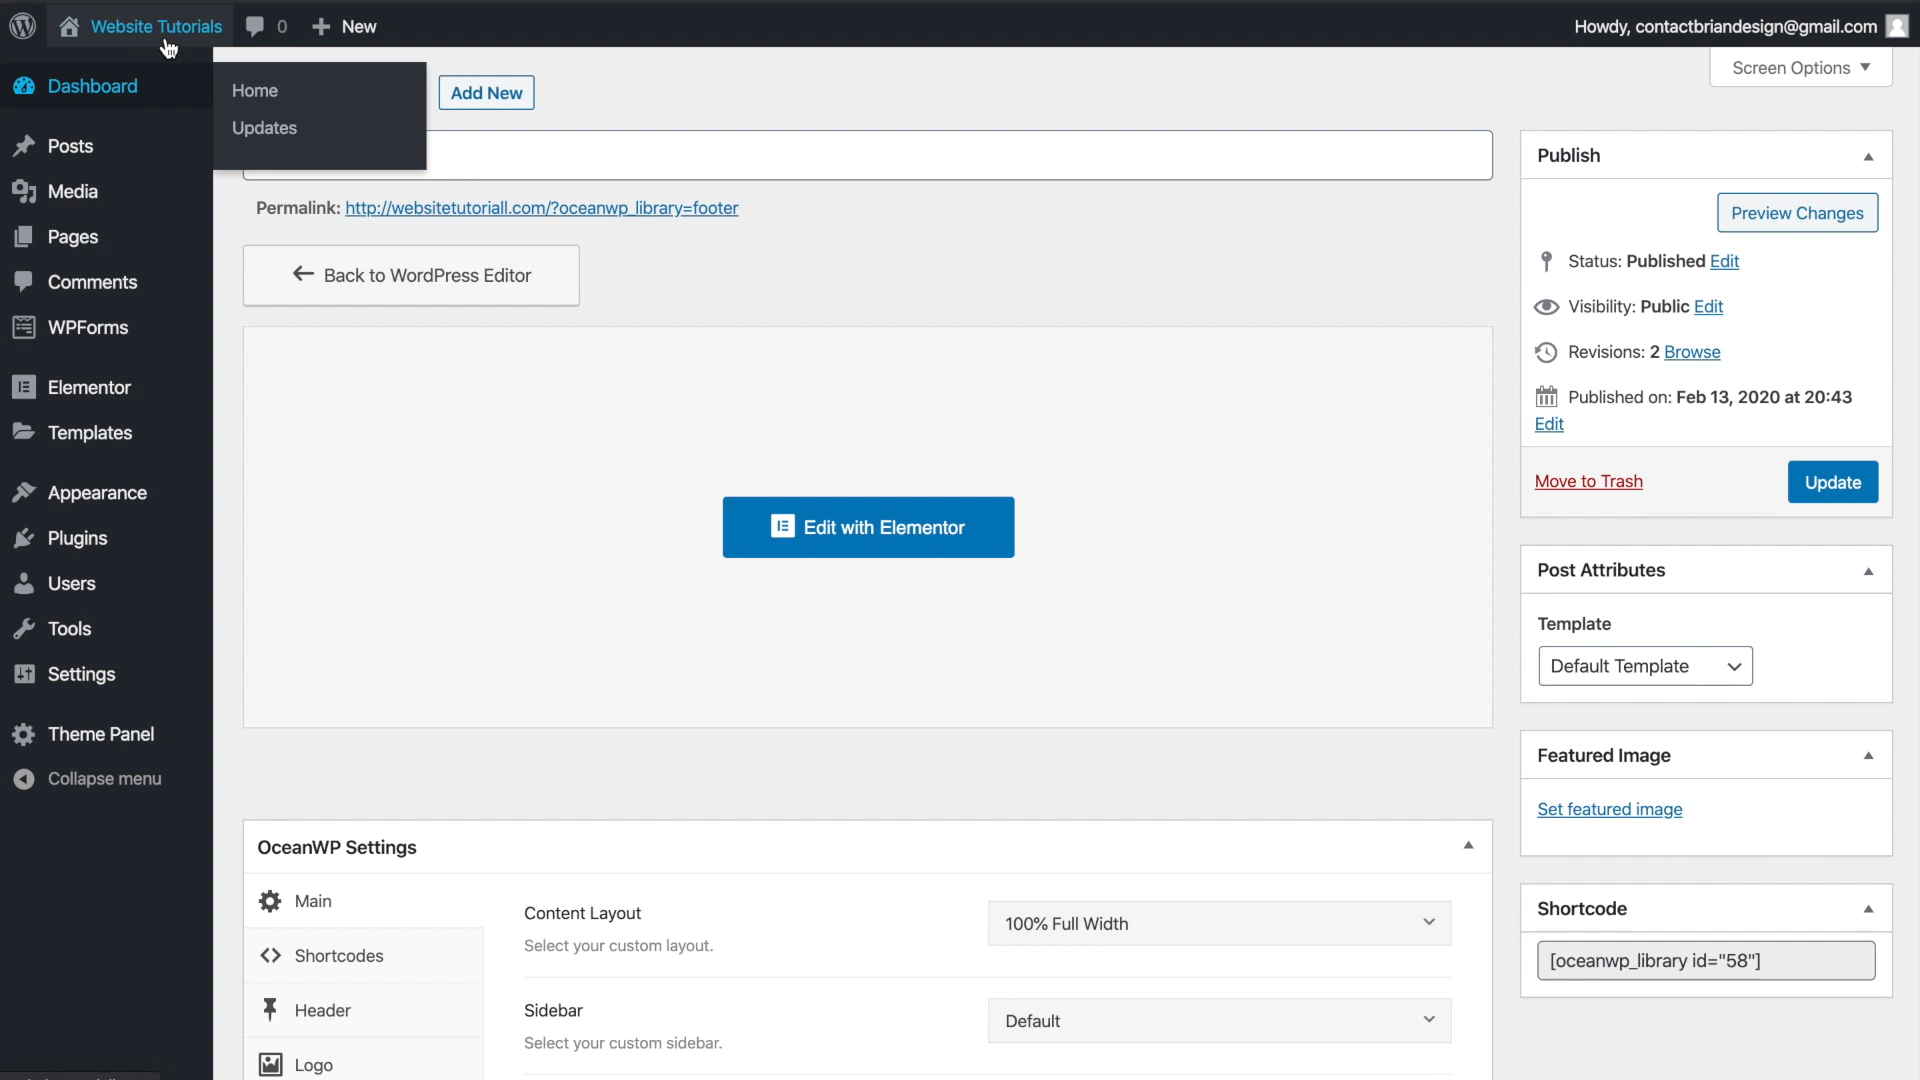 Website Tutorials 0 New Howdy, contactbriandesign@gmail.com
Screen Options
Dashboard
Home
Updates
Add New
Posts
Media
Pages
Comments
WPForms
Elementor
Templates
Appearance
Plugins
Users
Tools
Settings
Theme Panel
Collapse menu
Permalink: http://websitetutoriall.com/?oceanwp_library=footer
Back to WordPress Editor
Edit with Elementor
OceanWP Settings
Main
Shortcodes
Header
Logo
Content Layout
Select your custom layout.
100% Full Width
Sidebar
Select your custom sidebar.
Default
Publish
Preview Changes
Status: Published Edit
Visibility: Public Edit
Revisions: 2 Browse
Published on: Feb 13, 2020 at 20:43
Edit
Move to Trash
Update
Post Attributes
Template
Default Template
Featured Image
Set featured image
Shortcode
[oceanwp_library id="58"]